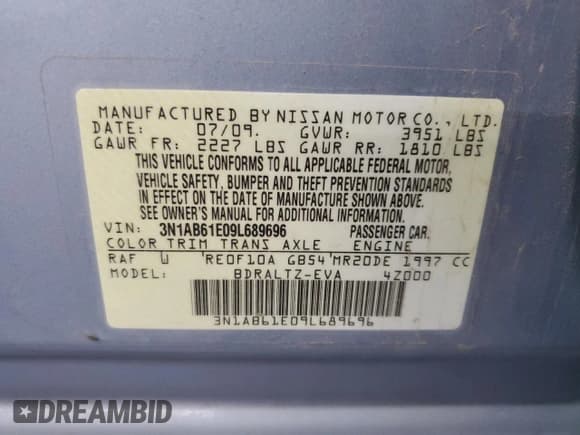 MANUFACTURED BY NISSAN MOTOR CO., LTD.
DATE: 07/09. GVWR: 3951 LBS
GAWR FR: 2227 LBS GAWR RR: 1810 LBS
THIS VEHICLE CONFORMS TO ALL APPLICABLE FEDERAL MOTOR,
VEHICLE SAFETY, BUMPER AND THEFT PREVENTION STANDARDS
IN EFFECT ON THE DATE OF MANUFACTURE SHOWN ABOVE.
SEE OWNER'S MANUAL FOR ADDITIONAL INFORMATION.
VIN: 3N1AB61E09L689696 PASSENGER CAR.
COLOR TRIM TRANS AXLE ENGINE
RAF W RE0F10A GB54 MR20DE 1997 CC
MODEL: BDRALTZ-EVA 4Z000
3N1AB61E09L689696
DREAMBID